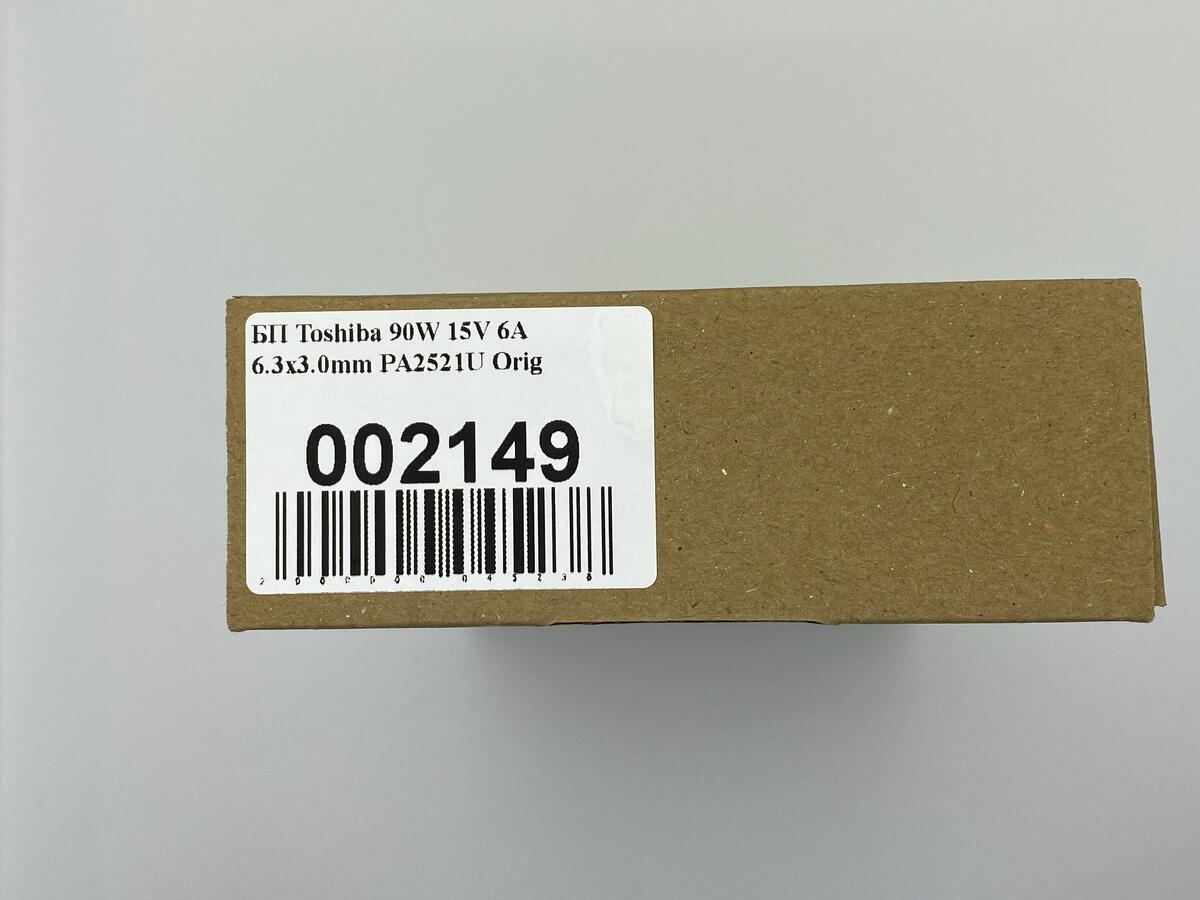 БП Toshiba 90W 15V 6A
6.3x3.0mm PA2521U Orig
002149